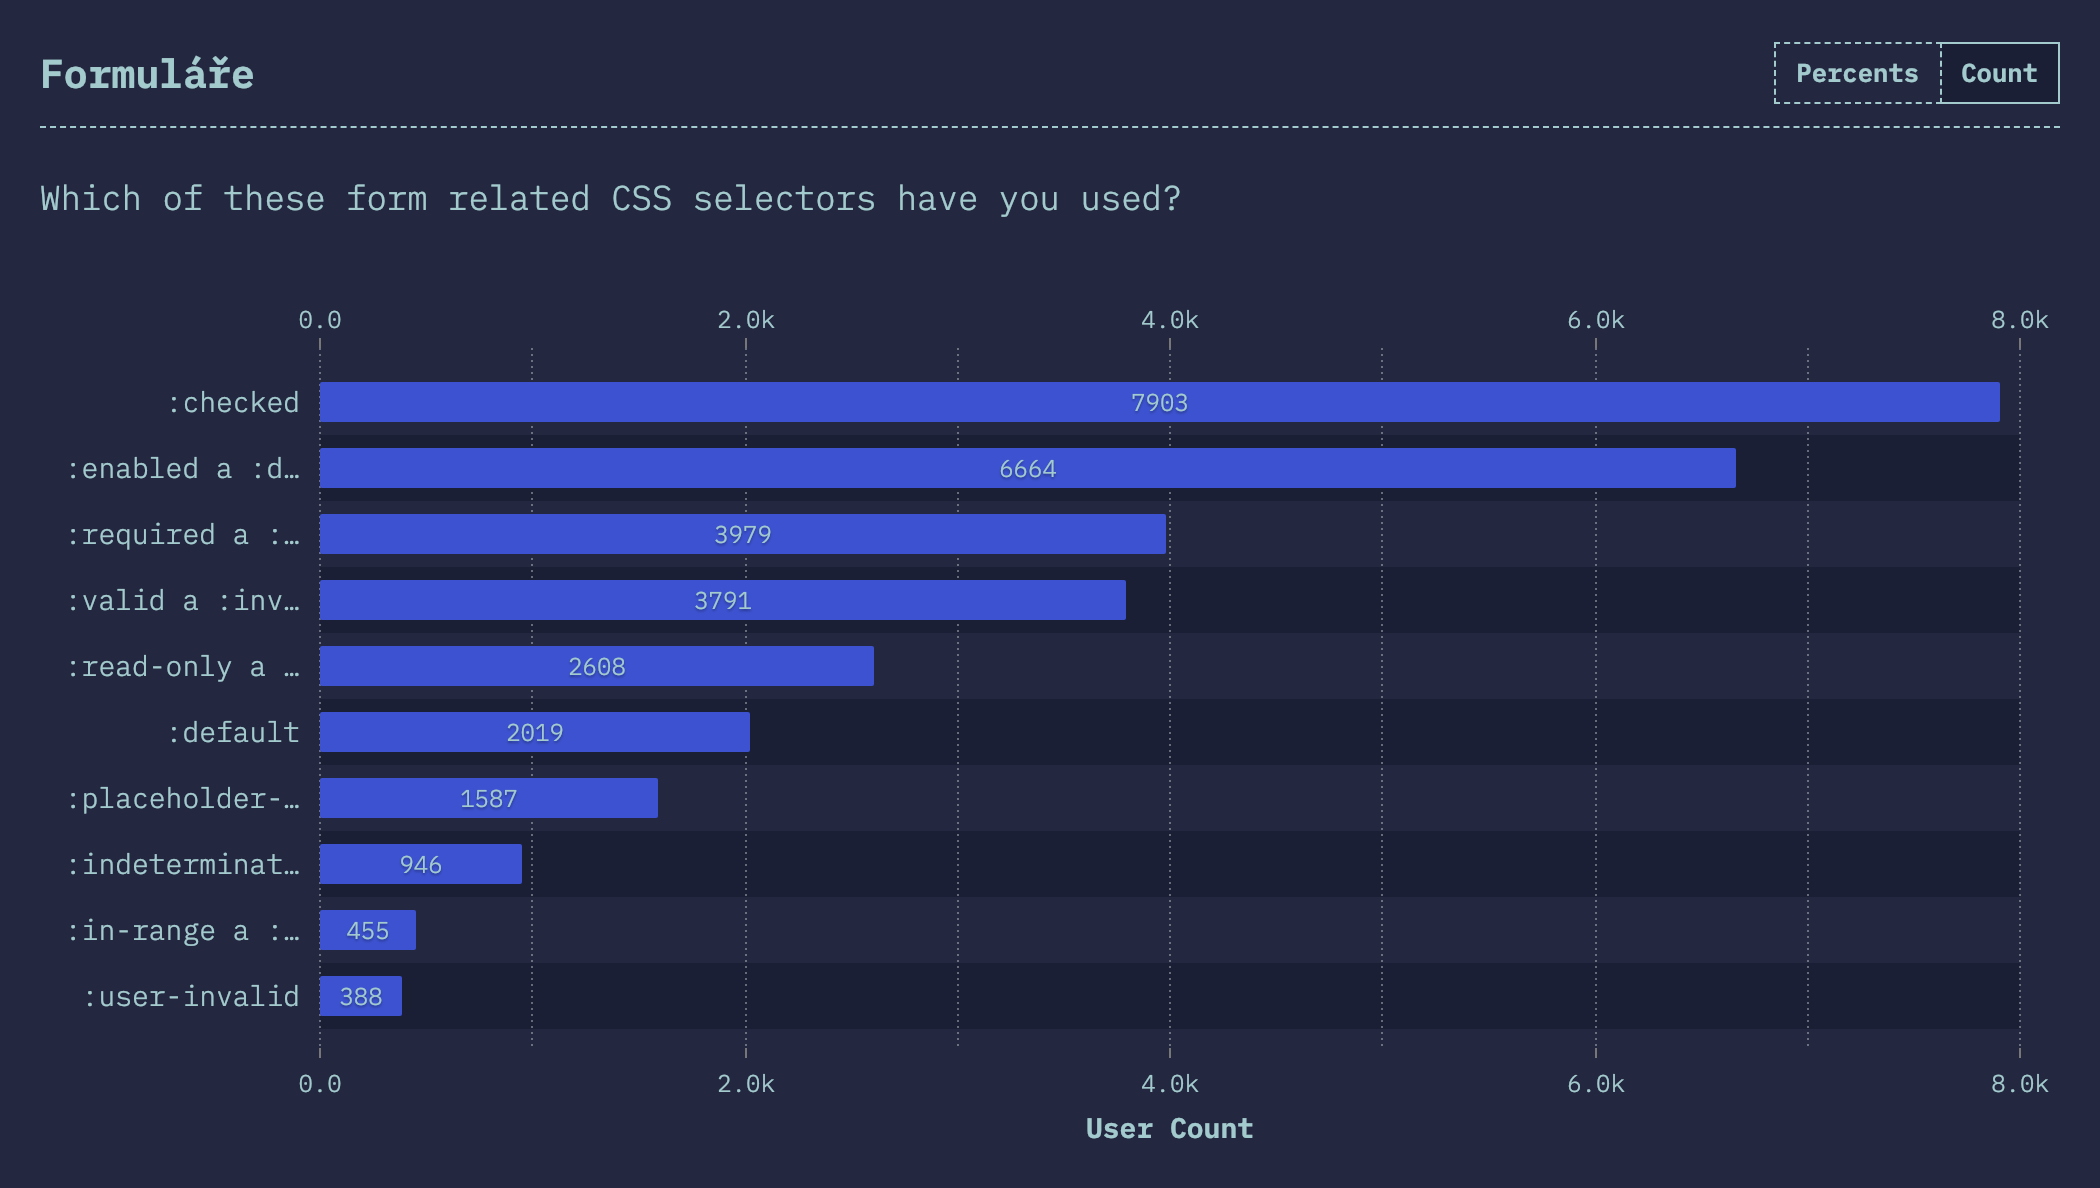 Formuláře
Percents Count
Which of these form related CSS selectors have you used?
0.0 2.0k 4.0k 6.0k 8.0k
:checked 7903
:enabled a :d… 6664
:required a :… 3979
:valid a :inv… 3791
:read-only a … 2608
:default 2019
:placeholder-… 1587
:indeterminat… 946
:in-range a :… 455
:user-invalid 388
0.0 2.0k 4.0k 6.0k 8.0k
User Count